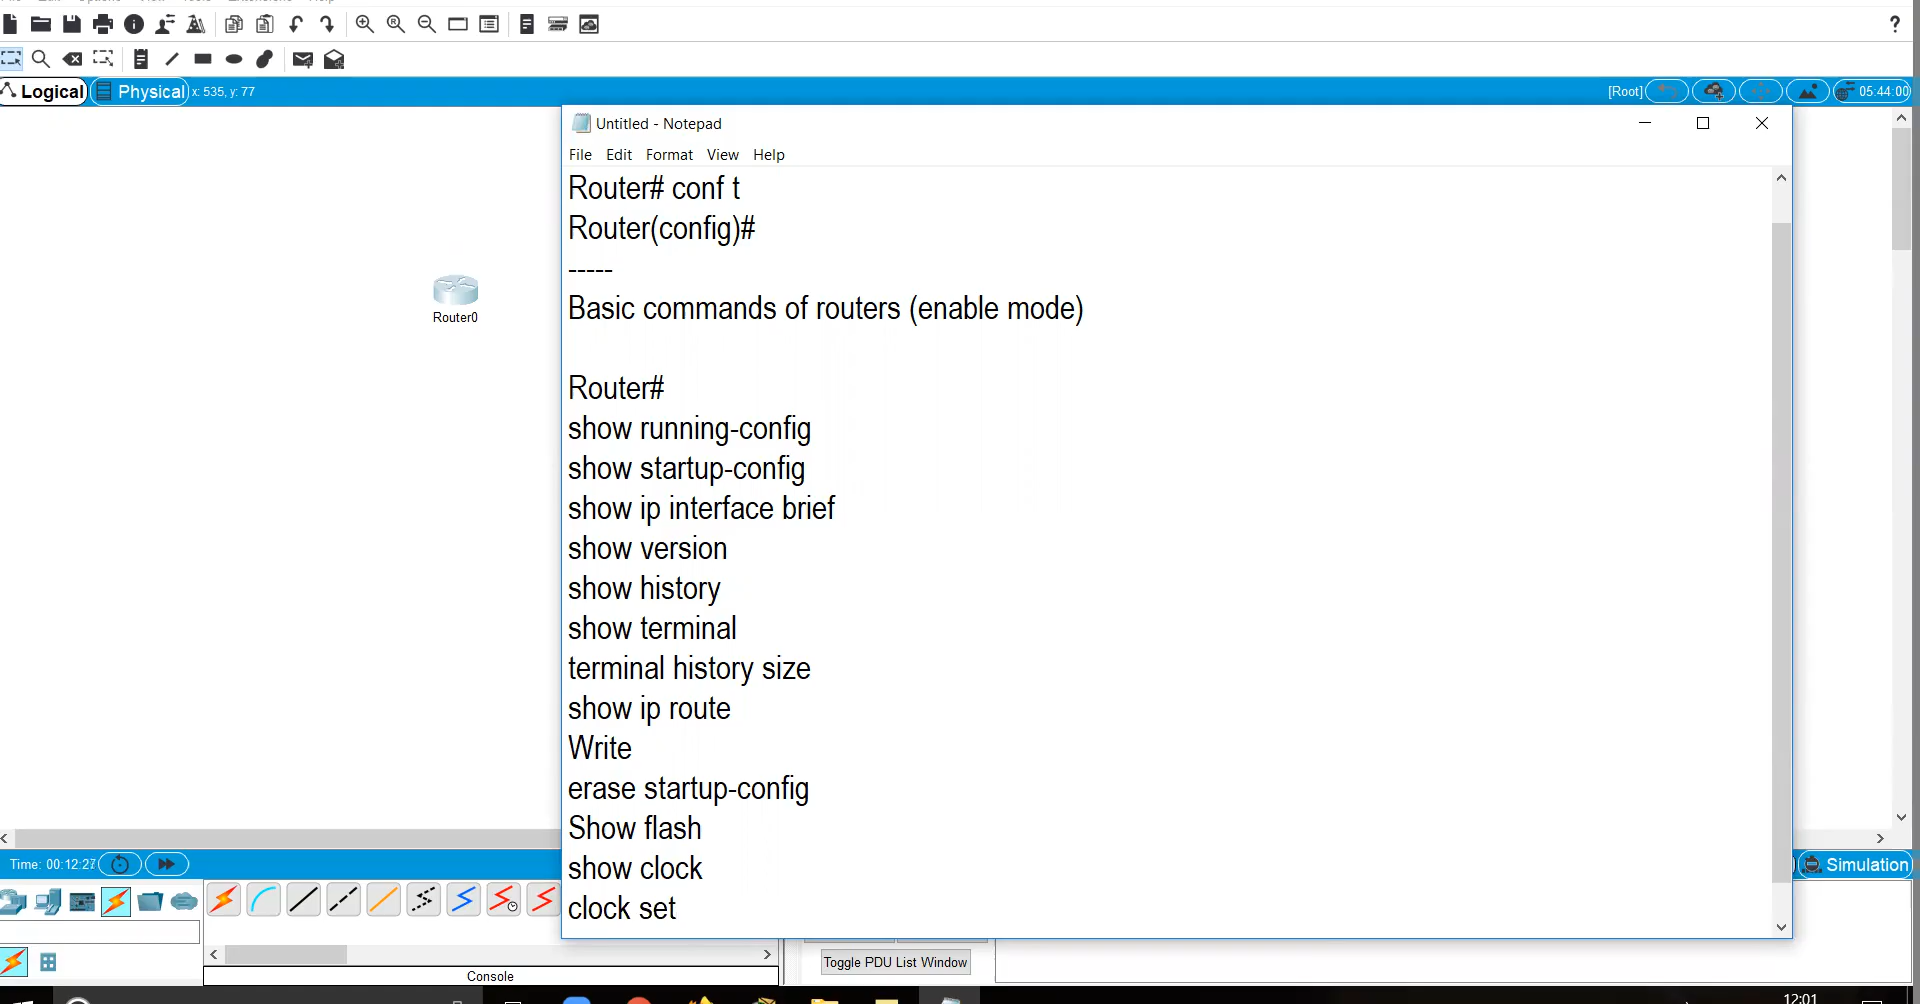 Logical
Physical
x: 535, y: 77
[Root]
05:44:00
Untitled - Notepad
File Edit Format View Help
Router# conf t
Router(config)#
-----
Basic commands of routers (enable mode)
Router#
show running-config
show startup-config
show ip interface brief
show version
show history
show terminal
terminal history size
show ip route
Write
erase startup-config
Show flash
show clock
clock set
Router0
Time: 00:12:27
Simulation
Toggle PDU List Window
Console
12:01